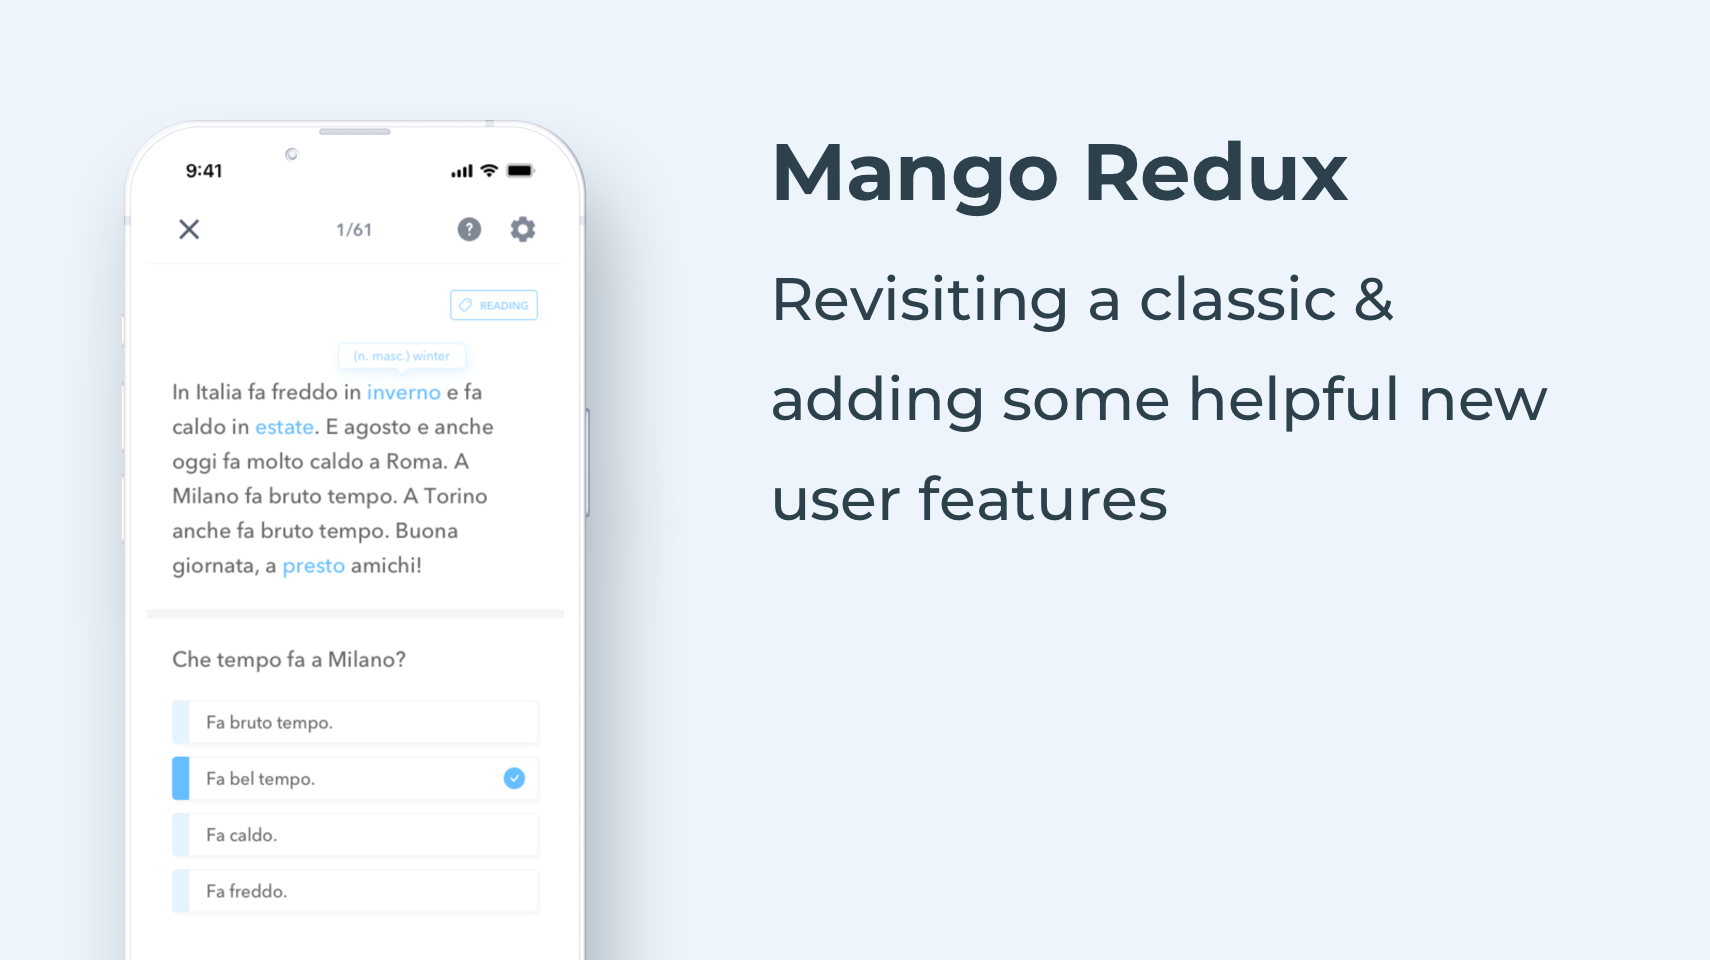 9:41
1/61
READING
(n. masc.) winter
In Italia fa freddo in inverno e fa
caldo in estate. E agosto e anche
oggi fa molto caldo a Roma. A
Milano fa bruto tempo. A Torino
anche fa bruto tempo. Buona
giornata, a presto amichi!
Che tempo fa a Milano?
Fa bruto tempo.
Fa bel tempo.
Fa caldo.
Fa freddo.
Mango Redux
Revisiting a classic &
adding some helpful new
user features